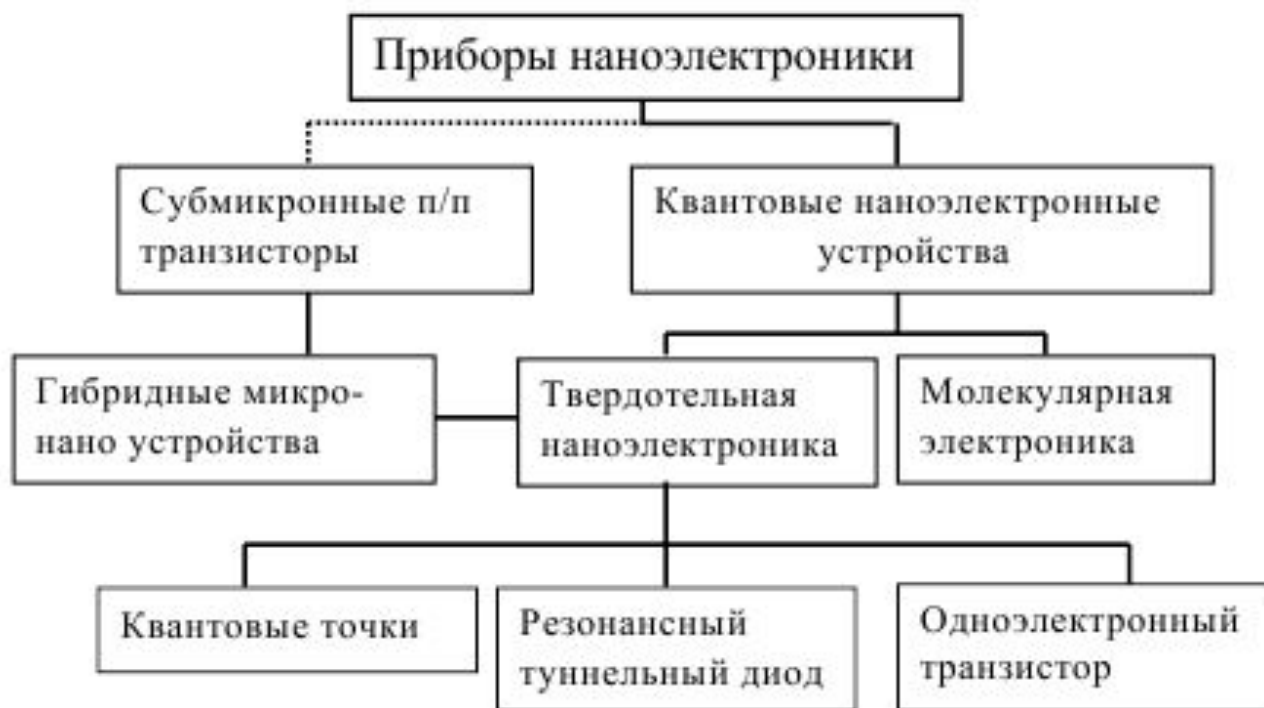 Приборы наноэлектроники
Субмикронные п/п
транзисторы
Квантовые наноэлектронные
устройства
Гибридные микро-
нано устройства
Твердотельная
наноэлектроника
Молекулярная
электроника
Квантовые точки
Резонансный
туннельный диод
Одноэлектронный
транзистор